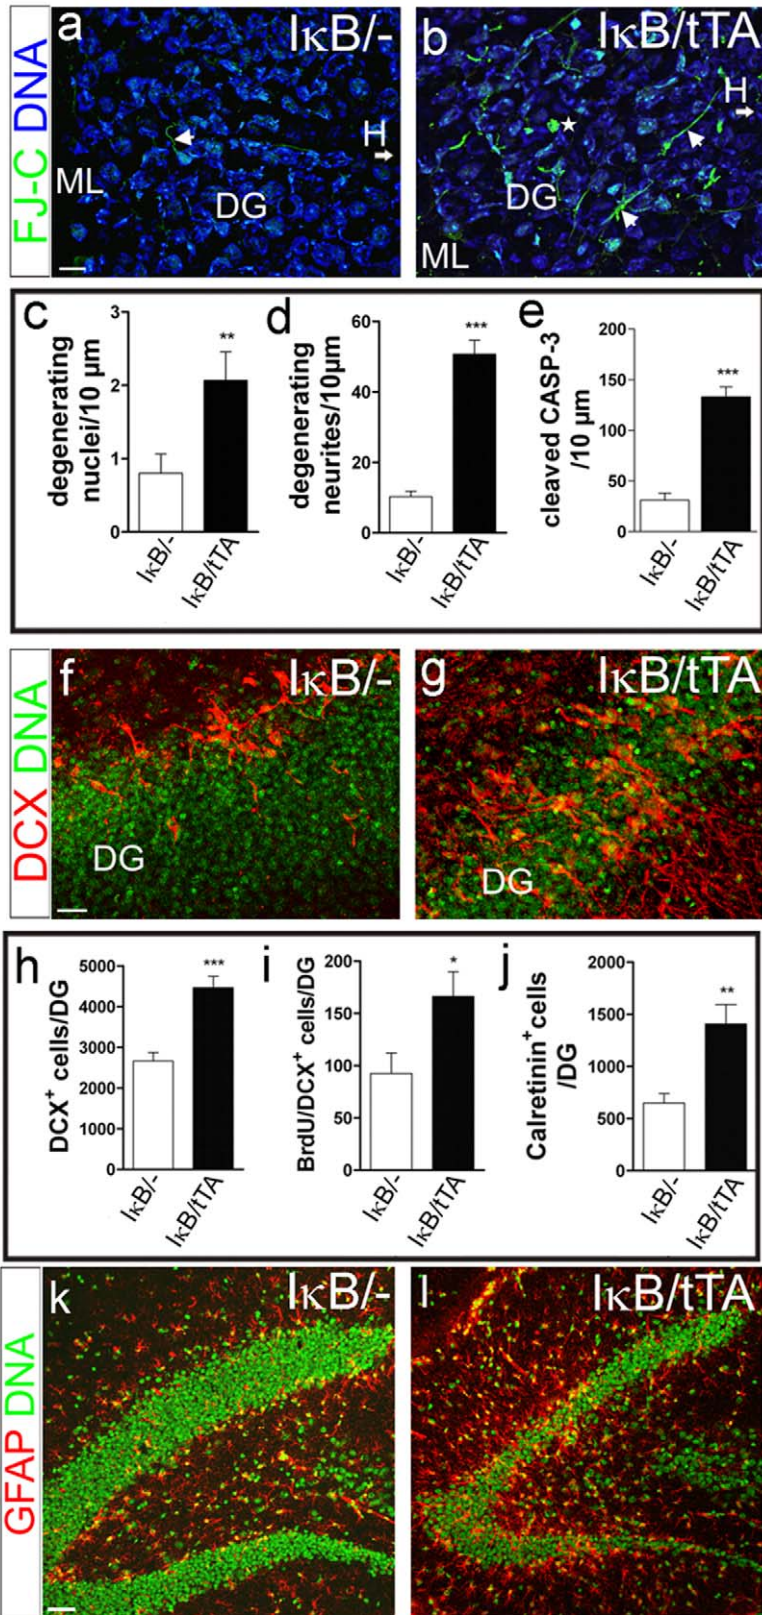 FJ-C DNA
a
IκB/-
ML
DG
H
b
IκB/tTA
ML
DG
H
c
degenerating
nuclei/10 μm
3
2
1
0
**
IκB/-
IκB/tTA
d
degenerating
neurites/10μm
60
40
20
0
***
IκB/-
IκB/tTA
e
cleaved CASP-3
/10 μm
200
150
100
50
0
***
IκB/-
IκB/tTA
DCX DNA
f
IκB/-
DG
g
IκB/tTA
DG
h
DCX+ cells/DG
5000
4000
3000
2000
1000
0
***
IκB/-
IκB/tTA
i
BrdU/DCX+ cells/DG
200
150
100
50
0
*
IκB/-
IκB/tTA
j
Calretinin+cells
/DG
2000
1500
1000
500
0
**
IκB/-
IκB/tTA
GFAP DNA
k
IκB/-
l
IκB/tTA